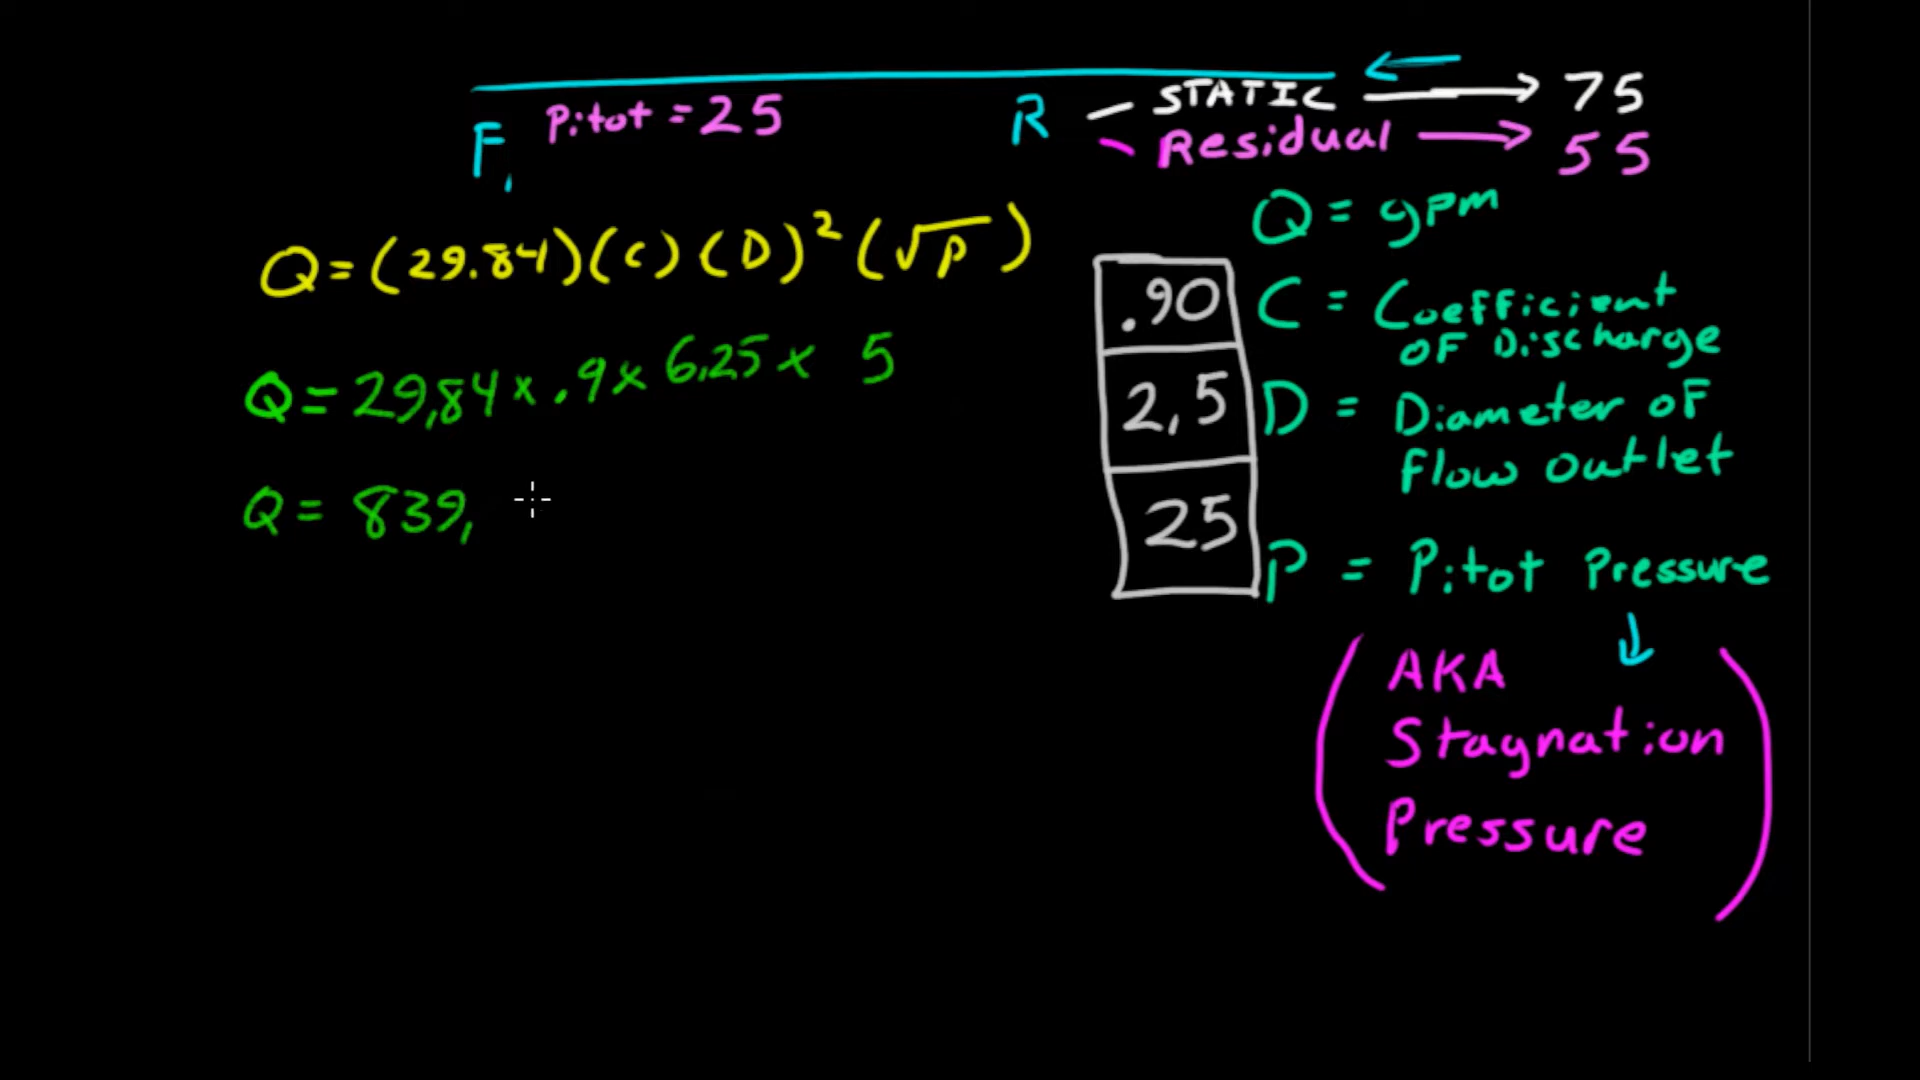 Pitot = 25
F1
R
- STATIC → 75
- Residual → 55
Q = (29.84)(C)(D)²(√P)
Q = 29.84 x .9 x 6.25 x 5
Q = 839.
Q = gpm
.90 C = Coefficient
OF Discharge
2.5 D = Diameter oF
flow outlet
25 P = Pitot Pressure
(AKA
Stagnation
Pressure)